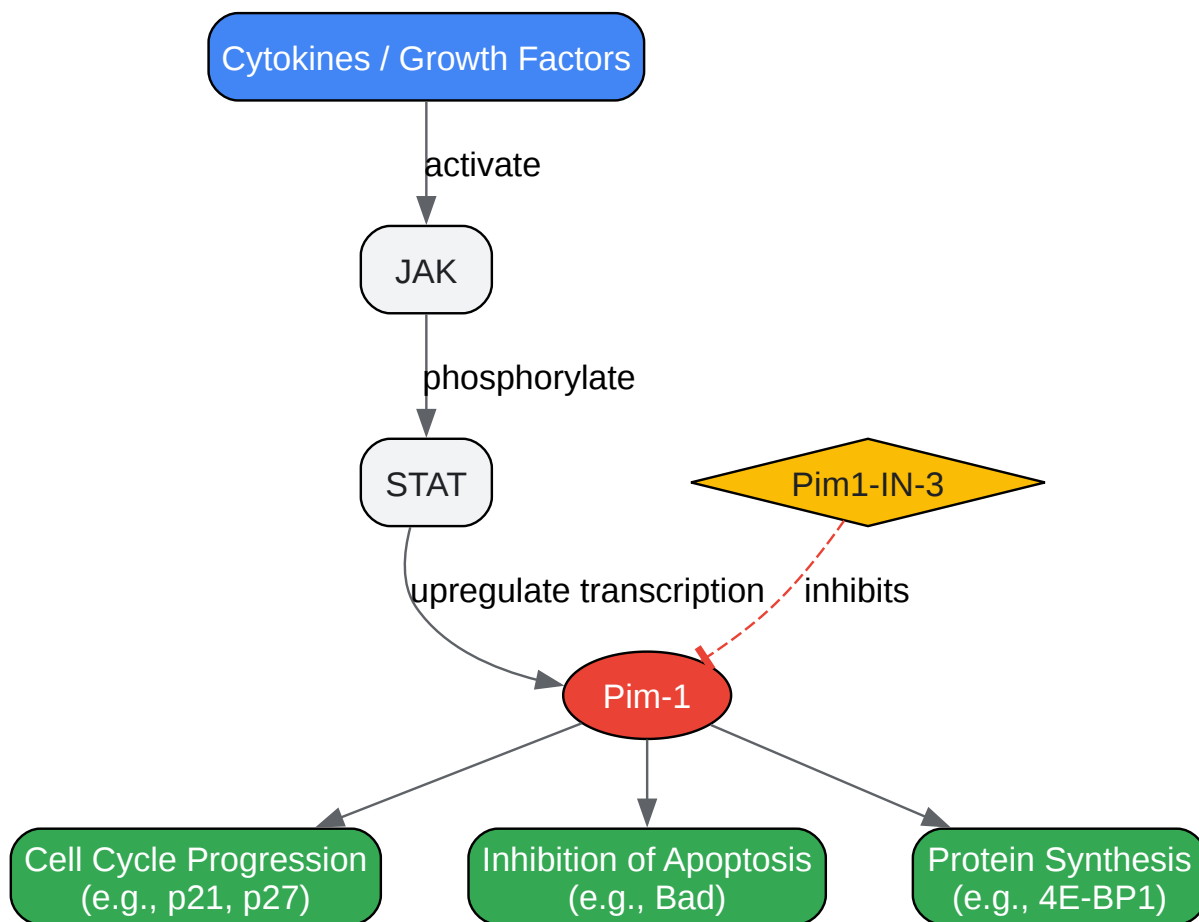 Cytokines / Growth Factors
activate
JAK
phosphorylate
STAT
Pim1-IN-3
upregulate transcription
inhibits
Pim-1
Cell Cycle Progression
(e.g., p21, p27)
Inhibition of Apoptosis
(e.g., Bad)
Protein Synthesis
(e.g., 4E-BP1)